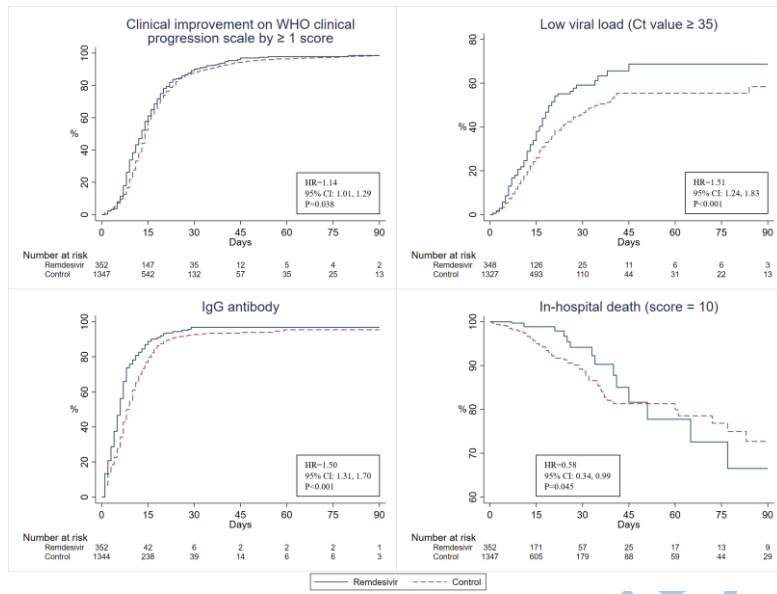 Clinical improvement on WHO clinical
progression scale by ≥ 1 score
%
0
20
40
60
80
100
HR=1.14
95% CI: 1.01, 1.29
P=0.038
0 15 30 45 60 75 90
Days
Number at risk
Remdesivir 352 147 35 12 5 4 2
Control 1347 542 132 57 35 25 13
Low viral load (Ct value ≥ 35)
%
0
20
40
60
80
HR=1.51
95% CI: 1.24, 1.83
P<0.001
0 15 30 45 60 75 90
Days
Number at risk
Remdesivir 348 126 25 11 6 6 3
Control 1327 493 110 44 31 22 13
IgG antibody
%
0
20
40
60
80
100
HR=1.50
95% CI: 1.31, 1.70
P<0.001
0 15 30 45 60 75 90
Days
Number at risk
Remdesivir 352 42 6 2 2 2 1
Control 1344 238 39 14 6 6 3
In-hospital death (score = 10)
%
60
70
80
90
100
HR=0.58
95% CI: 0.34, 0.99
P=0.045
0 15 30 45 60 75 90
Days
Number at risk
Remdesivir 352 171 57 25 17 13 9
Control 1347 605 179 88 59 44 29
Remdesivir Control